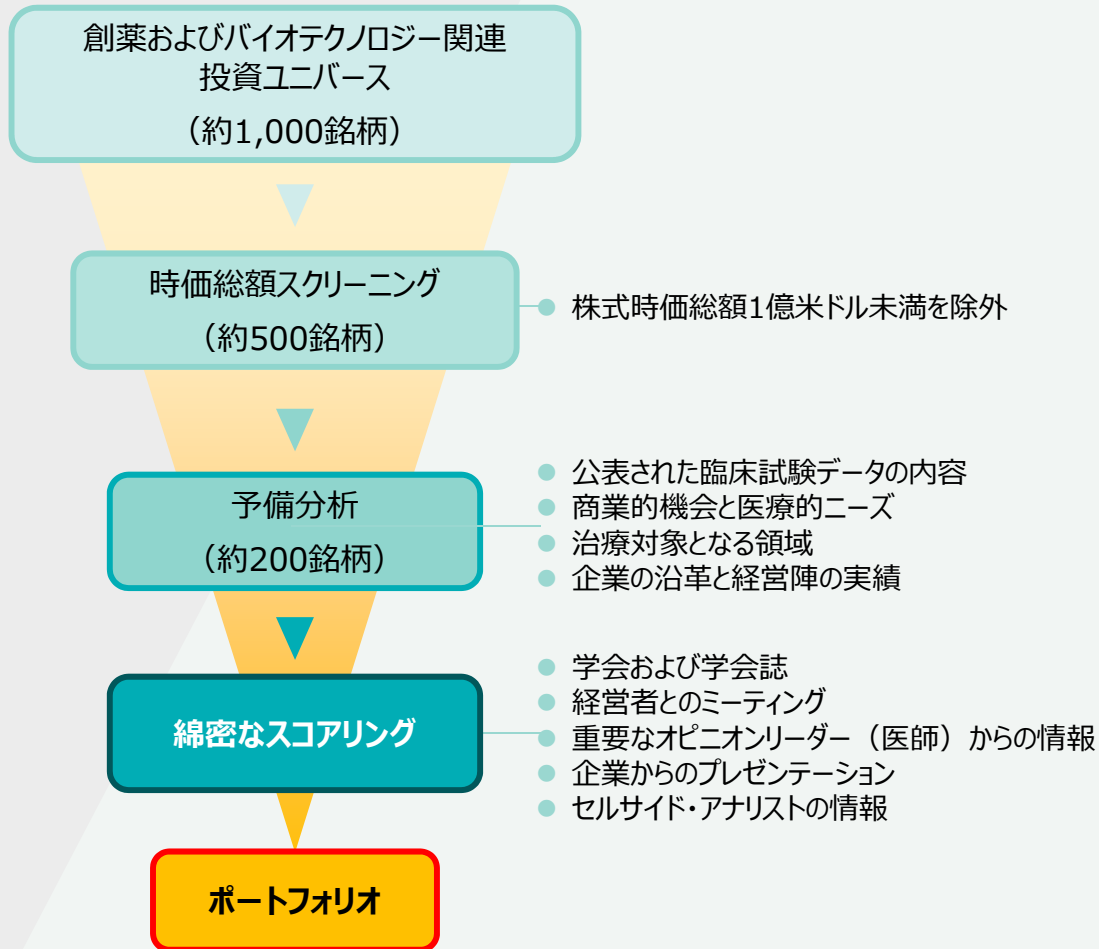 創薬およびバイオテクノロジー関連
投資ユニバース
（約1,000銘柄）
時価総額スクリーニング
（約500銘柄）
株式時価総額1億米ドル未満を除外
予備分析
（約200銘柄）
公表された臨床試験データの内容
商業的機会と医療的ニーズ
治療対象となる領域
企業の沿革と経営陣の実績
綿密なスコアリング
学会および学会誌
経営者とのミーティング
重要なオピニオンリーダー（医師）からの情報
企業からのプレゼンテーション
セルサイド・アナリストの情報
ポートフォリオ